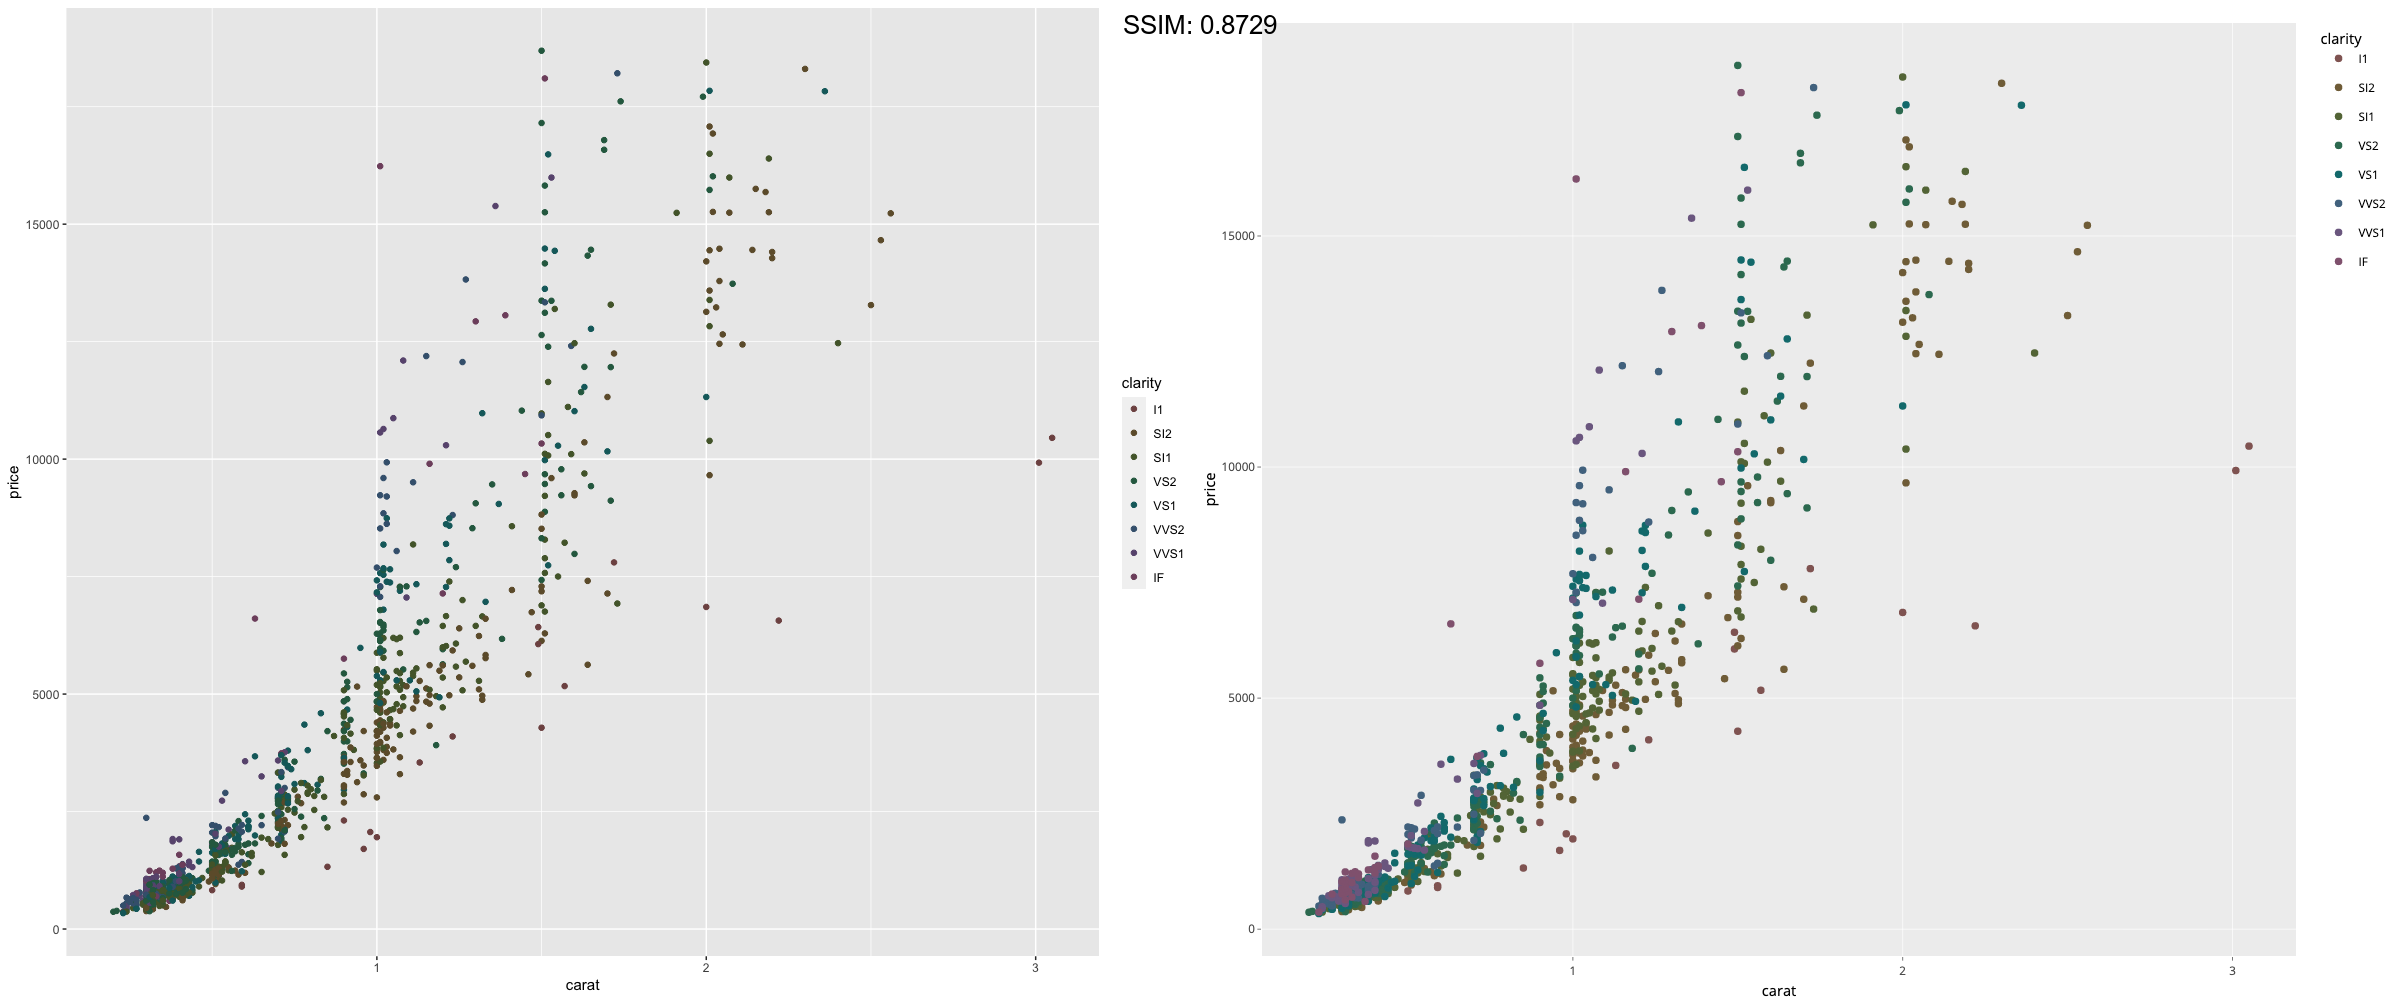 SSIM: 0.8729
price
15000
10000
5000
0
1
2
3
carat
clarity
I1
SI2
SI1
VS2
VS1
VVS2
VVS1
IF
price
15000
10000
5000
0
1
2
3
carat
clarity
I1
SI2
SI1
VS2
VS1
VVS2
VVS1
IF